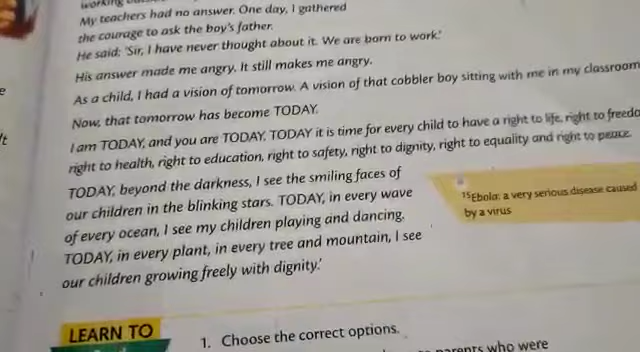 working
My teachers had no answer. One day, I gathered
the courage to ask the boy's father.
He said: 'Sir, I have never thought about it. We are born to work.'
His answer made me angry. It still makes me angry.
As a child, I had a vision of tomorrow. A vision of that cobbler boy sitting with me in my classroom
Now, that tomorrow has become TODAY.
I am TODAY, and you are TODAY. TODAY it is time for every child to have a right to life, right to freedo
right to health, right to education, right to safety, right to dignity, right to equality and right to peace.
TODAY, beyond the darkness, I see the smiling faces of
our children in the blinking stars. TODAY, in every wave
of every ocean, I see my children playing and dancing.
TODAY, in every plant, in every tree and mountain, I see
our children growing freely with dignity.'
15Ebola: a very serious disease caused
by a virus
LEARN TO
1. Choose the correct options.
parents who were